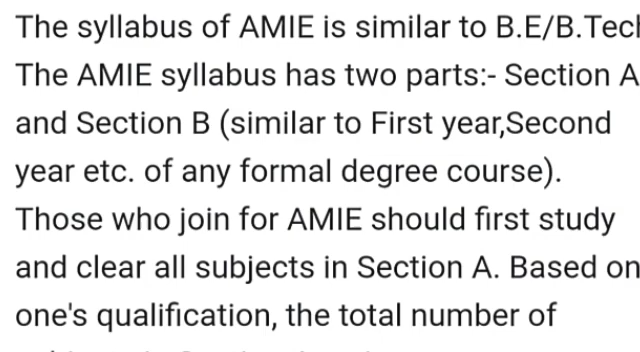 The syllabus of AMIE is similar to B.E/B.Tech
The AMIE syllabus has two parts:- Section A
and Section B (similar to First year,Second
year etc. of any formal degree course).
Those who join for AMIE should first study
and clear all subjects in Section A. Based on
one's qualification, the total number of